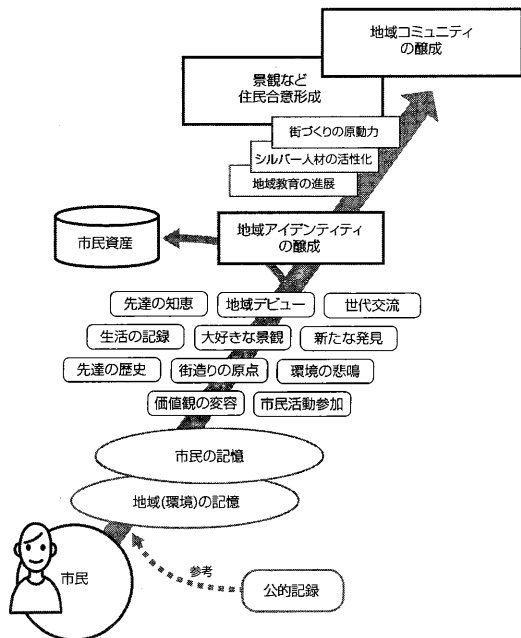 地域コミュニティ
の醸成
景観など
住民合意形成
街づくりの原動力
シルバー人材の活性化
地域教育の進展
市民資産
地域アイデンティティ
の醸成
先達の知恵
地域デビュー
世代交流
生活の記録
大好きな景観
新たな発見
先達の歴史
街造りの原点
環境の悲鳴
価値観の変容
市民活動参加
市民の記憶
地域(環境)の記憶
市民
参考
公的記録